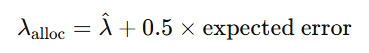 λ_alloc = λ̂ + 0.5 × expected error